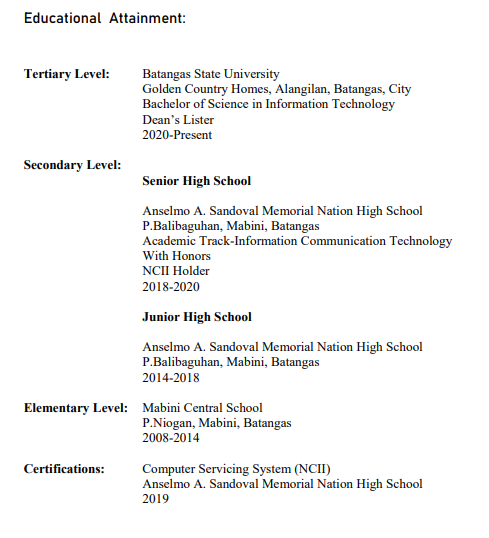 Educational Attainment:
Tertiary Level: Batangas State University
Golden Country Homes, Alangilan, Batangas, City
Bachelor of Science in Information Technology
Dean's Lister
2020-Present
Secondary Level:
Senior High School
Anselmo A. Sandoval Memorial Nation High School
P.Balibaguhan, Mabini, Batangas
Academic Track-Information Communication Technology
With Honors
NCII Holder
2018-2020
Junior High School
Anselmo A. Sandoval Memorial Nation High School
P.Balibaguhan, Mabini, Batangas
2014-2018
Elementary Level: Mabini Central School
P.Niogan, Mabini, Batangas
2008-2014
Certifications: Computer Servicing System (NCII)
Anselmo A. Sandoval Memorial Nation High School
2019